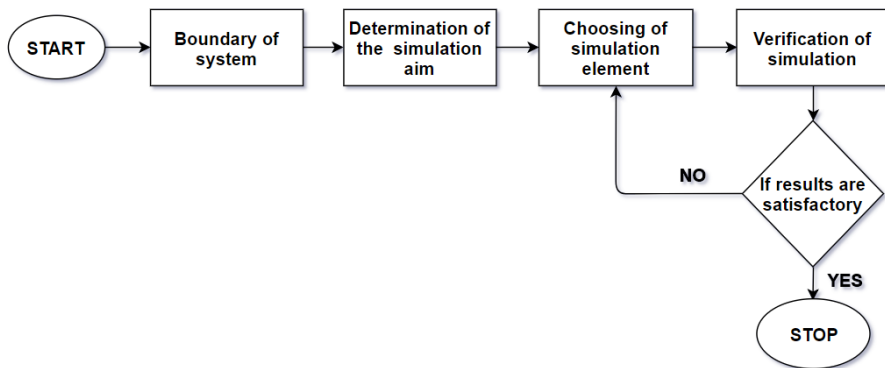 START
Boundary of
system
Determination of
the simulation
aim
Choosing of
simulation
element
Verification of
simulation
NO
If results are
satisfactory
YES
STOP